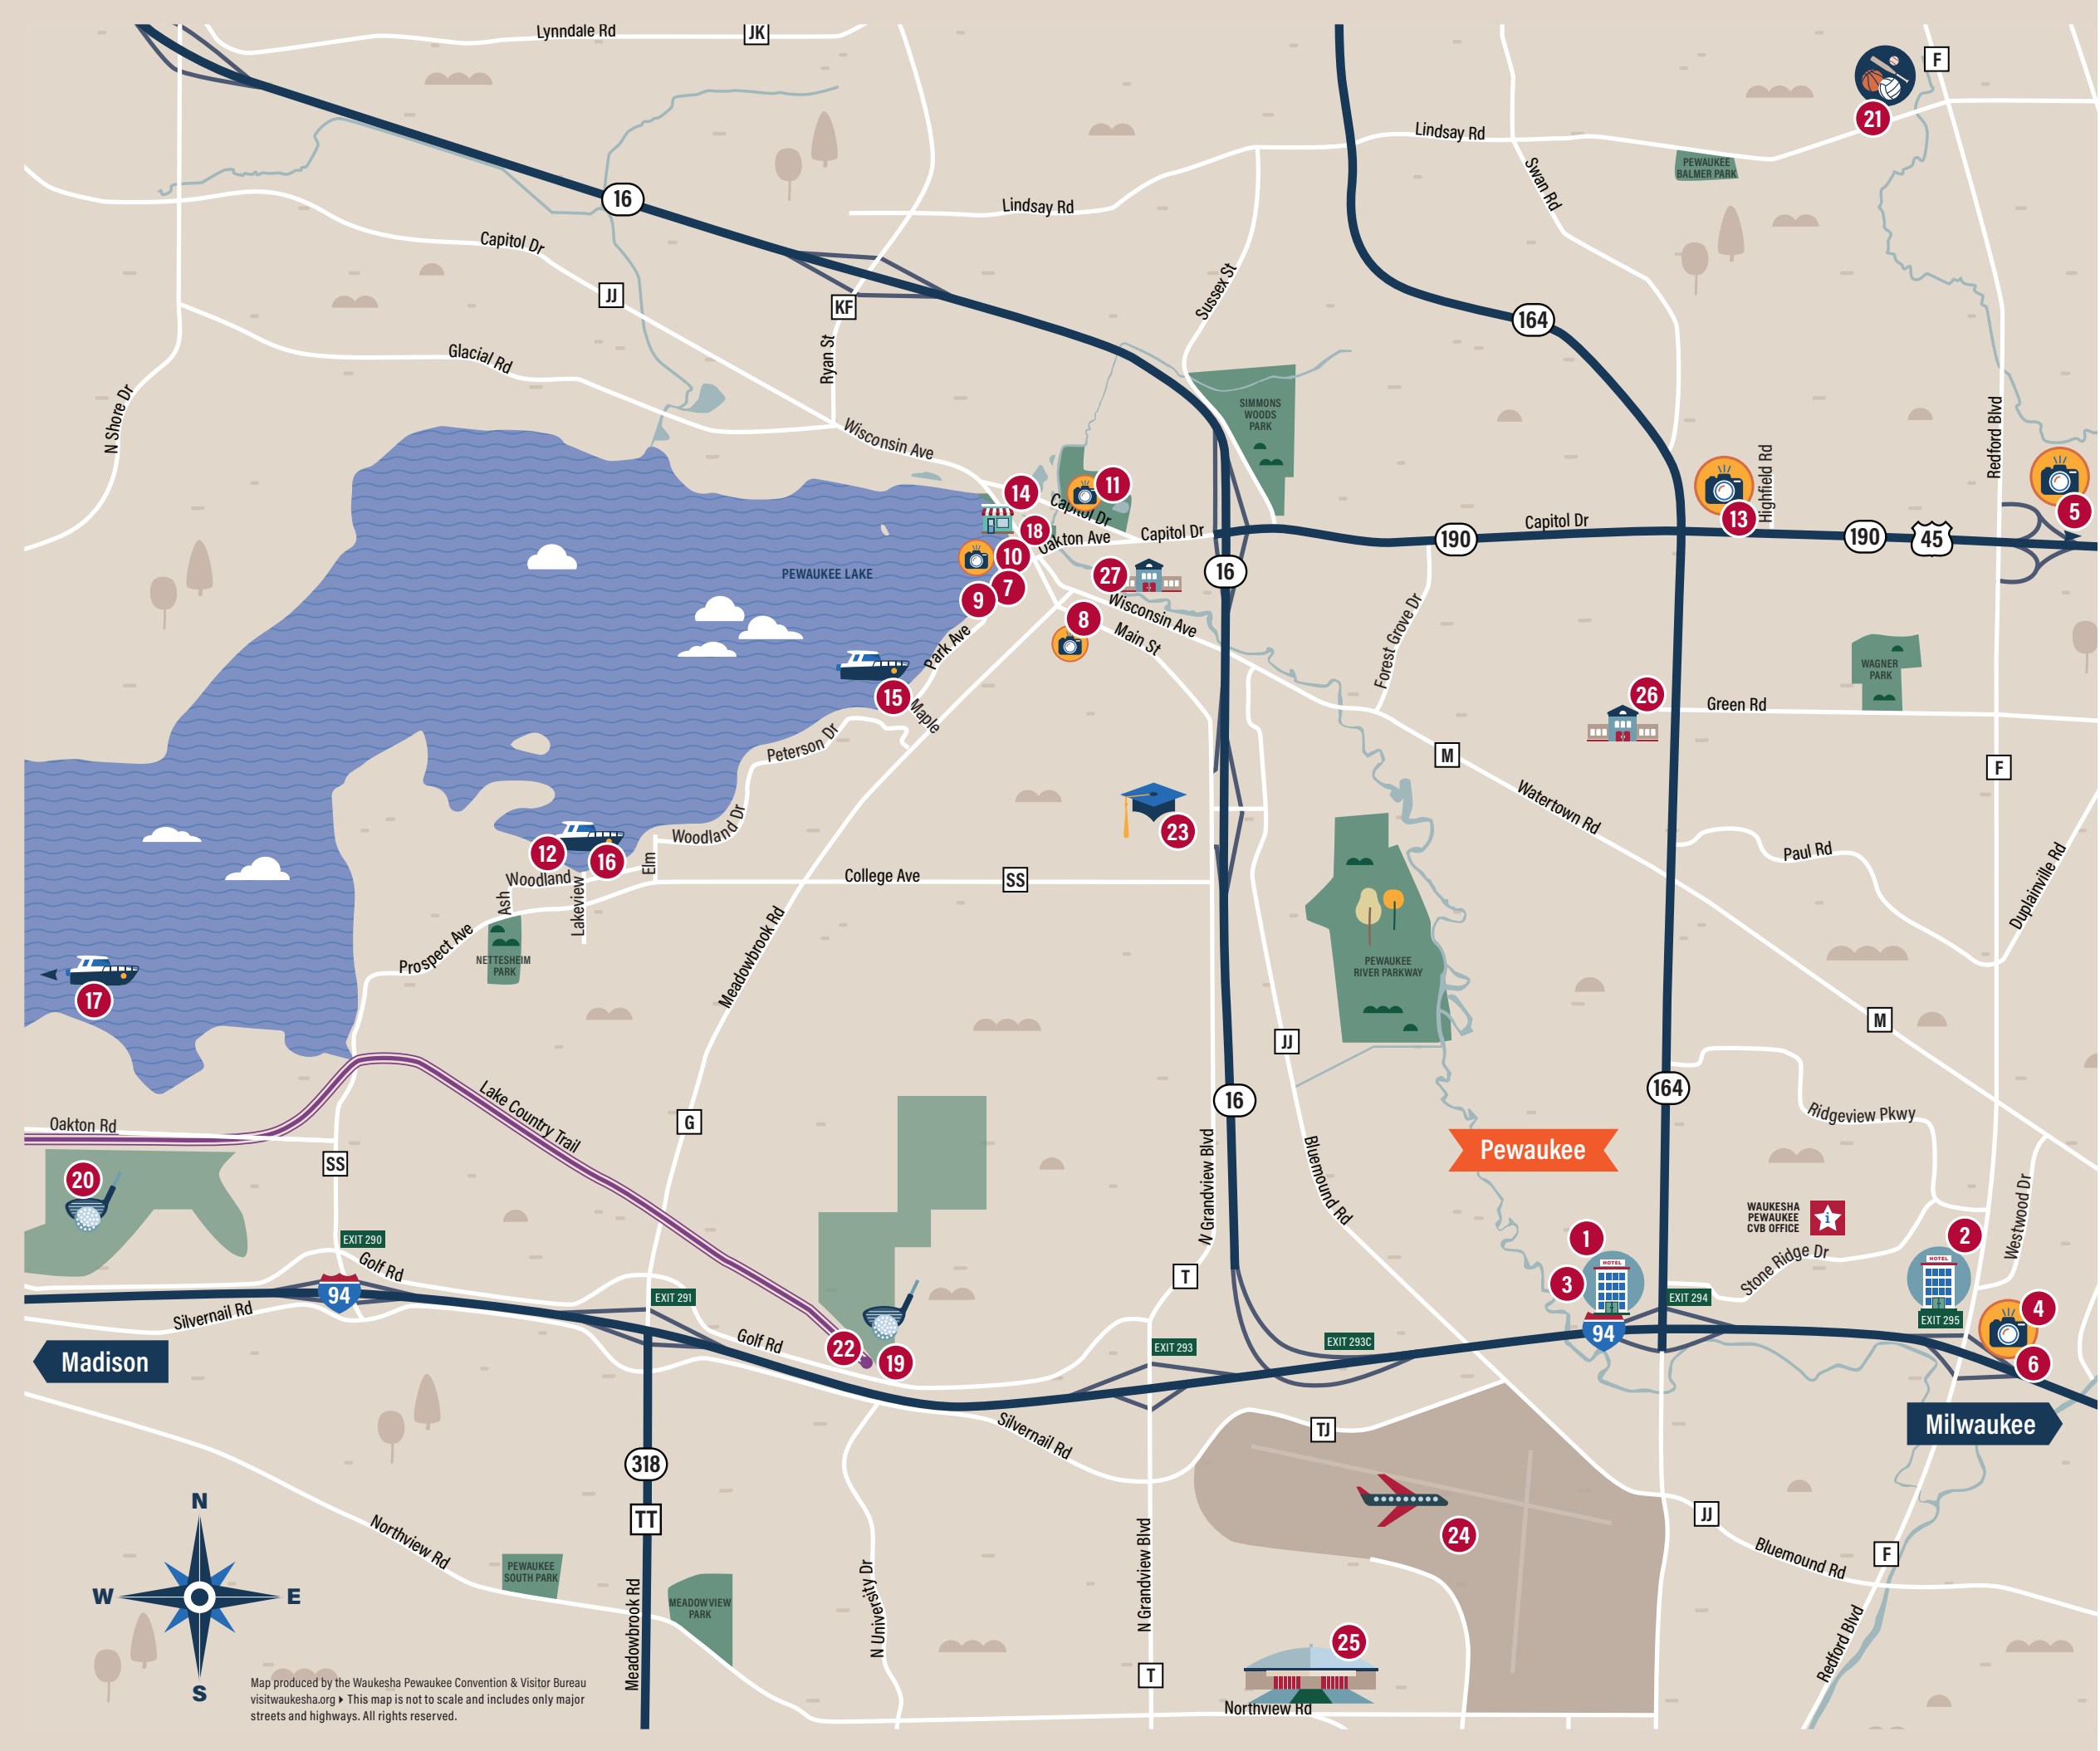 Lynndale Rd
JK
F
21
Lindsay Rd
PEWAUKEE
BALMER PARK
Swan Rd
16
Lindsay Rd
Capitol Dr
JJ
KF
Sussex St
164
Ryan St
Glacial Rd
N Shore Dr
Wisconsin Ave
SIMMONS
WOODS
PARK
Redford Blvd
Highfield Rd
14
11
Capitol Dr
18
Oakton Ave
Capitol Dr
13
5
190
Capitol Dr
190
45
10
PEWAUKEE LAKE
27
16
7
9
Wisconsin Ave
8
Main St
Park Ave
Forest Grove Dr
WAGNER
PARK
26
Green Rd
15
Maple
Peterson Dr
M
F
Watertown Rd
23
Woodland Dr
12
16
Elm
Paul Rd
Woodland
College Ave
SS
Ash
Lakeview
Duplainville Rd
Prospect Ave
NETTESHEIM
PARK
Meadowbrook Rd
PEWAUKEE
RIVER PARKWAY
17
M
JJ
164
16
Lake Country Trail
Oakton Rd
G
Ridgeview Pkwy
SS
N Grandview Blvd
Bluemound Rd
Pewaukee
20
WAUKESHA
PEWAUKEE
CVB OFFICE
i
Westwood Dr
1
2
EXIT 290
Golf Rd
Stone Ridge Dr
HOTEL
HOTEL
3
T
94
EXIT 291
EXIT 294
Silvernail Rd
4
EXIT 295
94
Golf Rd
22
EXIT 293
EXIT 293C
19
6
Madison
Milwaukee
Silvernail Rd
TJ
318
N
TT
24
JJ
Northview Rd
F
Bluemound Rd
PEWAUKEE
SOUTH PARK
W
E
MEADOWVIEW
PARK
Meadowbrook Rd
N University Dr
N Grandview Blvd
25
Redford Blvd
T
S
Northview Rd
Map produced by the Waukesha Pewaukee Convention & Visitor Bureau
visitwaukesha.org This map is not to scale and includes only major
streets and highways. All rights reserved.